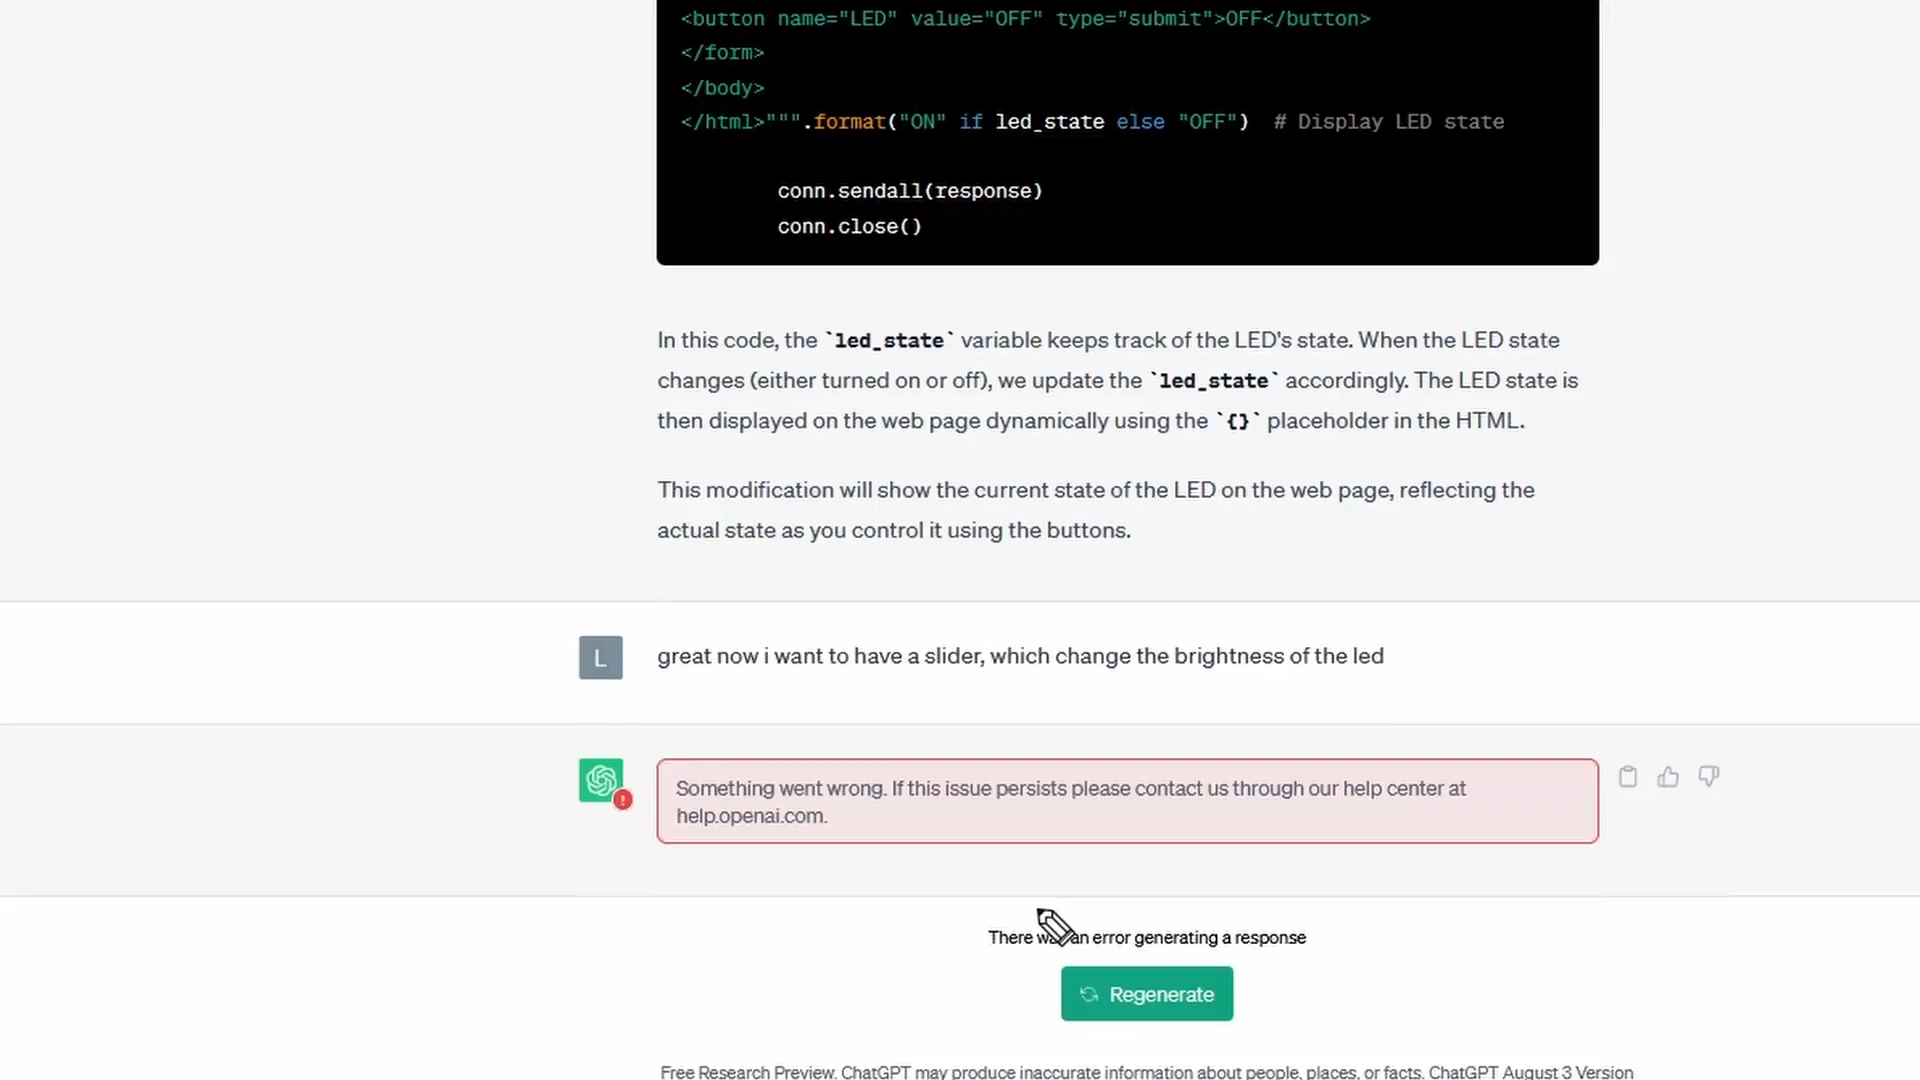 <button name="LED" value="OFF" type="submit">OFF</button>
</form>
</body>
</html>""".format("ON" if led_state else "OFF")  # Display LED state
conn.sendall(response)
conn.close()
In this code, the `led_state` variable keeps track of the LED's state. When the LED state
changes (either turned on or off), we update the `led_state` accordingly. The LED state is
then displayed on the web page dynamically using the `{}` placeholder in the HTML.
This modification will show the current state of the LED on the web page, reflecting the
actual state as you control it using the buttons.
L
great now i want to have a slider, which change the brightness of the led
!
Something went wrong. If this issue persists please contact us through our help center at
help.openai.com.
There was an error generating a response
Regenerate
Free Research Preview. ChatGPT may produce inaccurate information about people, places, or facts. ChatGPT August 3 Version